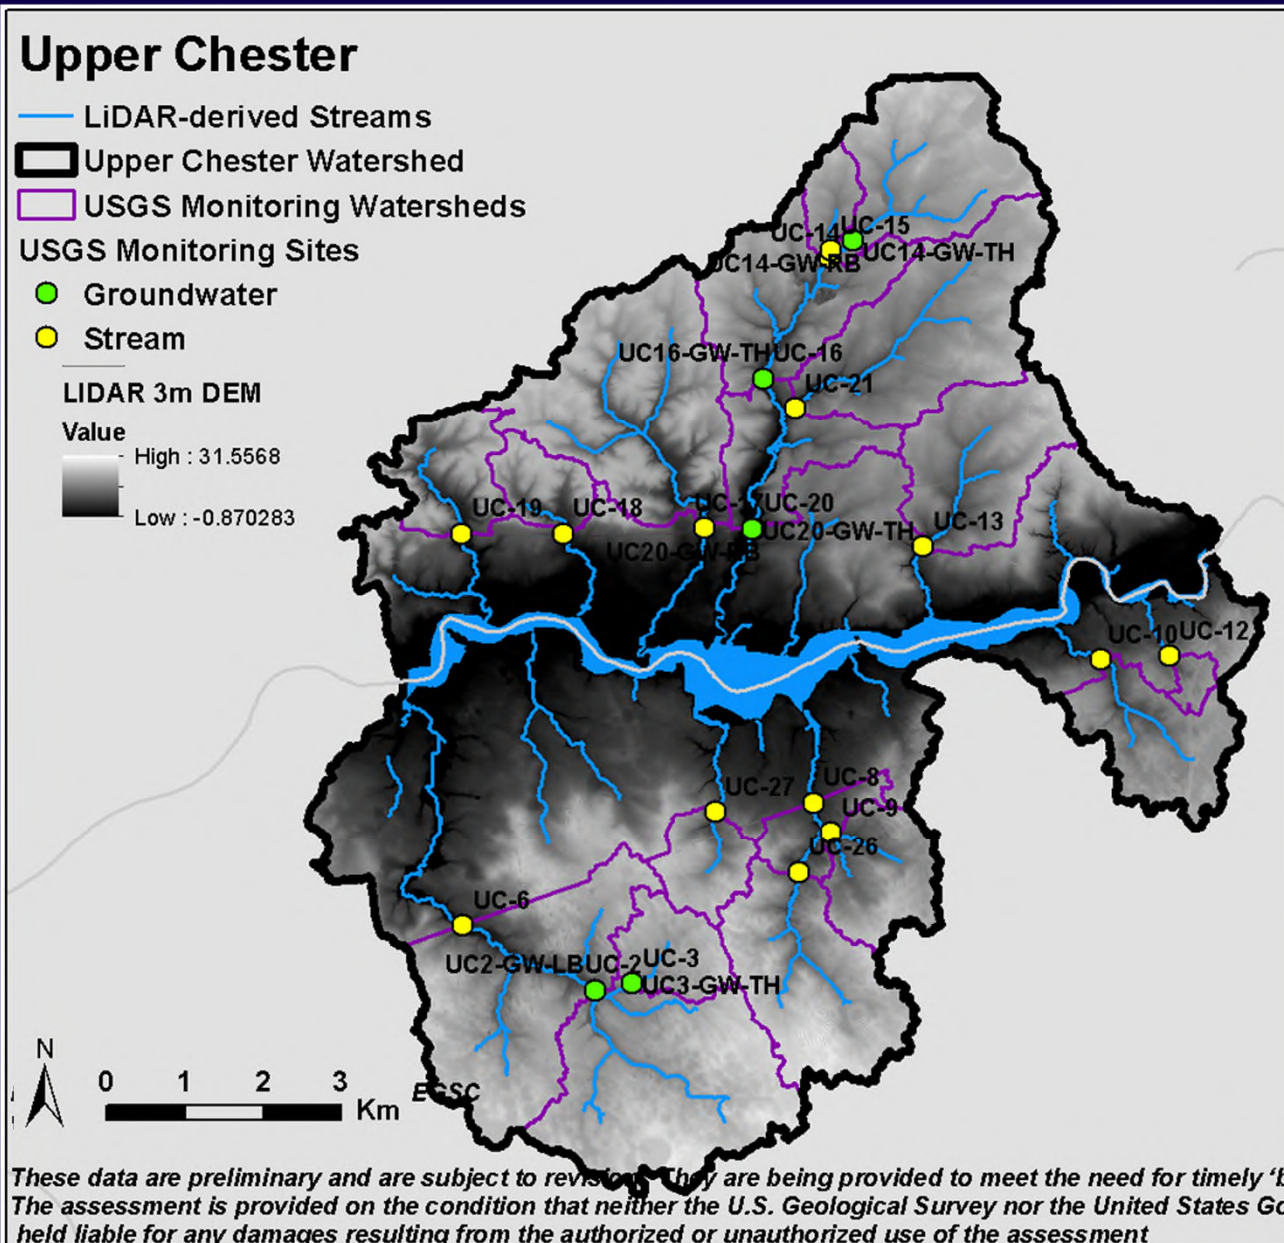 Upper Chester
LiDAR-derived Streams
Upper Chester Watershed
USGS Monitoring Watersheds
USGS Monitoring Sites
Groundwater
Stream
LIDAR 3m DEM
Value
High : 31.5568
Low : -0.870283
UC-14 UC-15
UC14-GW-RB UC14-GW-TH
UC16-GW-TH UC-16
UC-21
UC-19 UC-18 UC-17 UC-20
UC20-GW-RB UC20-GW-TH
UC-13
UC-10 UC-12
UC-27 UC-8
UC-9
UC-26
UC-6
UC2-GW-LB UC-2 UC-3
UC3-GW-TH
N
0 1 2 3
Km
EGSC
These data are preliminary and are subject to revision. They are being provided to meet the need for timely
The assessment is provided on the condition that neither the U.S. Geological Survey nor the United States
held liable for any damages resulting from the authorized or unauthorized use of the assessment